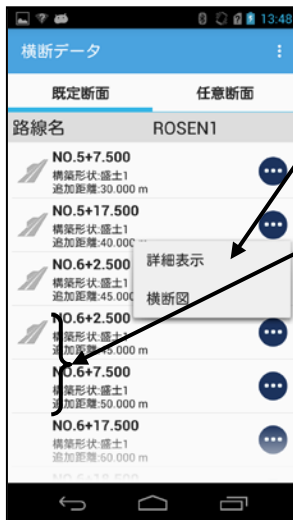 13:48
横断データ
既定断面 任意断面
路線名 ROSEN1
NO.5+7.500
構築形状:盛土1
追加距離:30.000 m
NO.5+17.500
構築形状:盛土1
追加距離:40.000 m
NO.6+2.500
構築形状:盛土1
追加距離:45.000
詳細表示
横断図
NO.6+2.500
構築形状:盛土1
追加距離:45.000 m
NO.6+7.500
構築形状:盛土1
追加距離:50.000 m
NO.6+17.500
構築形状:盛土1
追加距離:60.000 m